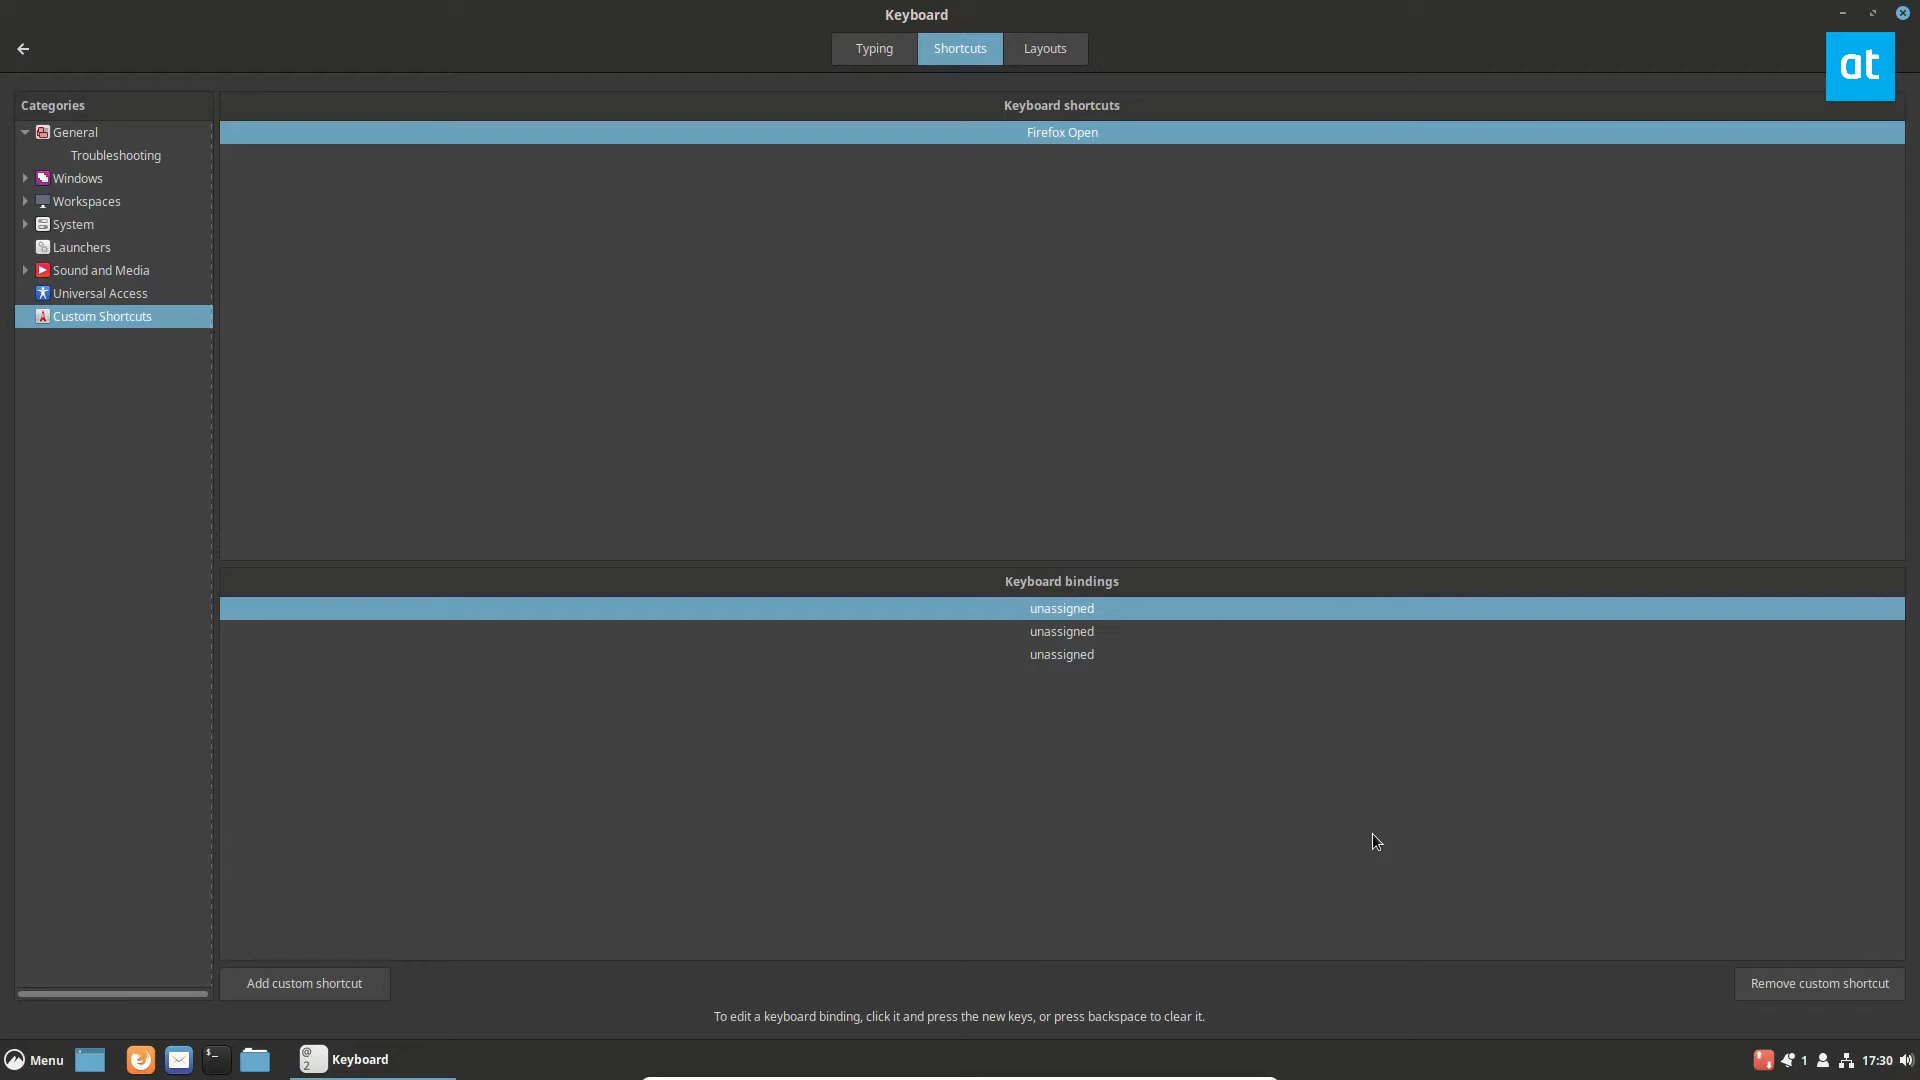 Keyboard
Typing
Shortcuts
Layouts
at
Categories
General
Troubleshooting
Windows
Workspaces
System
Launchers
Sound and Media
Universal Access
Custom Shortcuts
Keyboard shortcuts
Firefox Open
Keyboard bindings
unassigned
unassigned
unassigned
Add custom shortcut
Remove custom shortcut
To edit a keyboard binding, click it and press the new keys, or press backspace to clear it.
Menu
$_
@
2
Keyboard
1
17:30